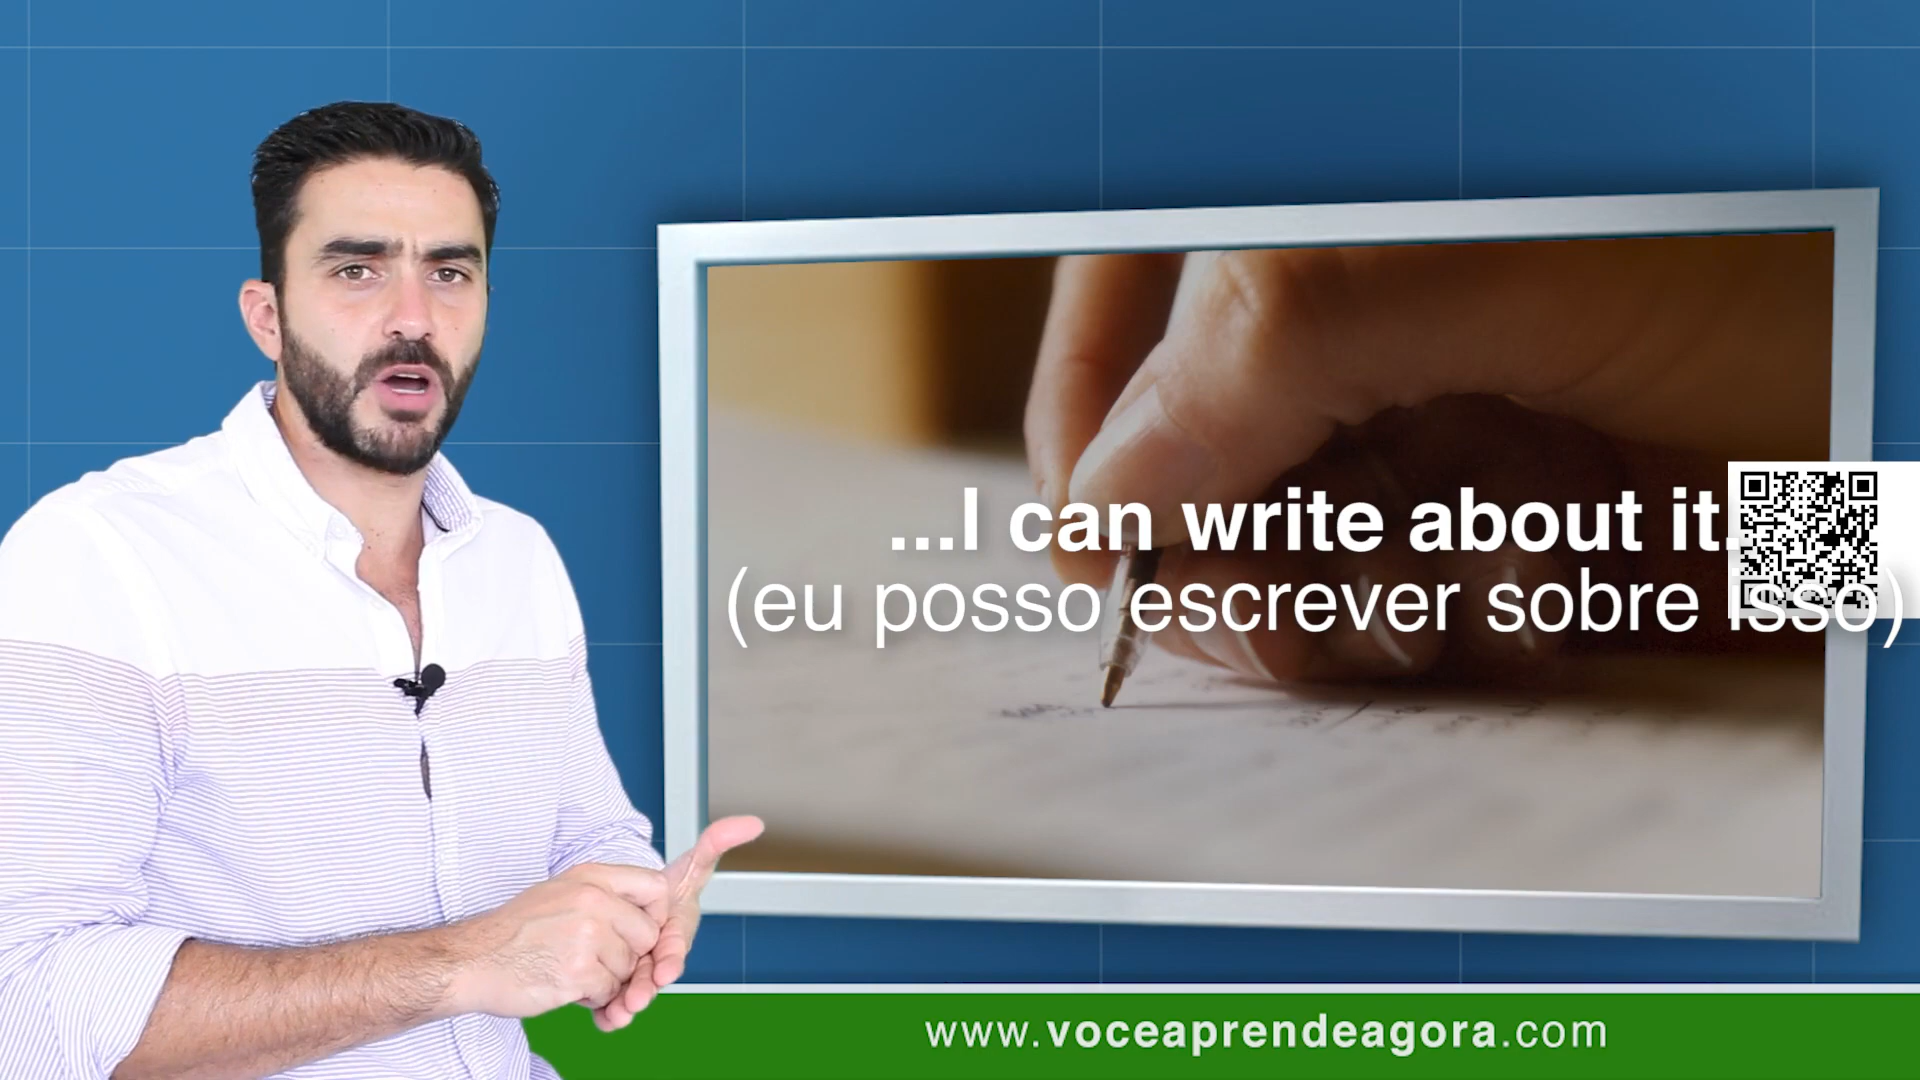 ...I can write about it.
(eu posso escrever sobre isso)
www.voceaprendeagora.com